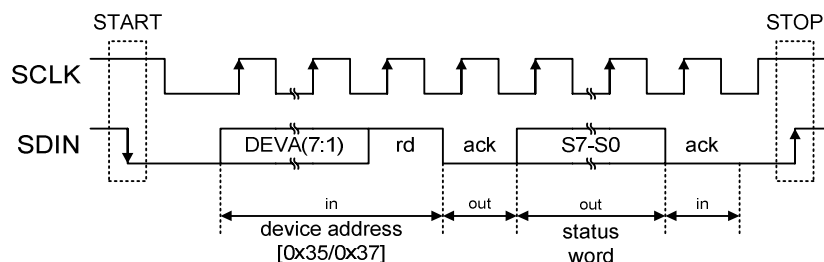 START STOP
SCLK
SDIN DEVA(7:1) rd ack S7-S0 ack
in out out in
device address status
[0x35/0x37] word